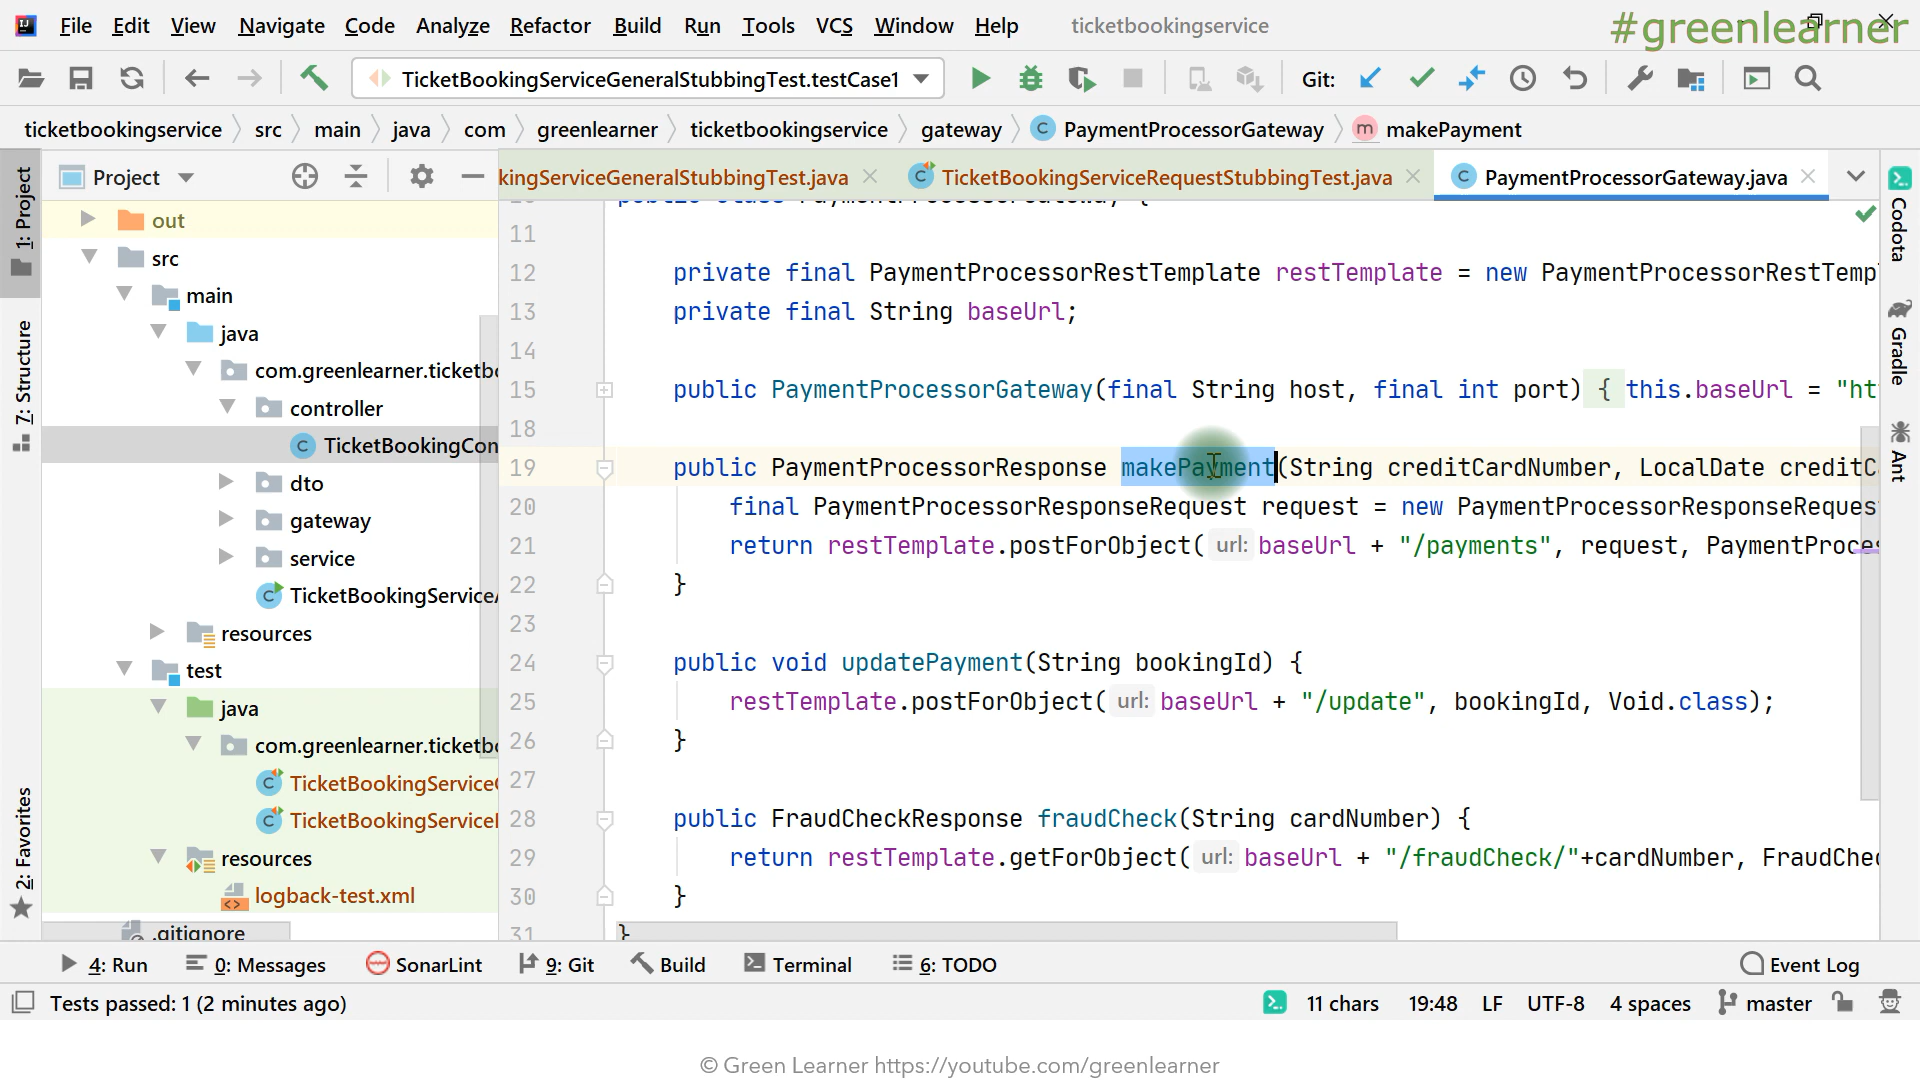 File Edit View Navigate Code Analyze Refactor Build Run Tools VCS Window Help ticketbookingservice
#greenlearner
TicketBookingServiceGeneralStubbingTest.testCase1 Git:
ticketbookingservice src main java com greenlearner ticketbookingservice gateway PaymentProcessorGateway makePayment
Project
kingServiceGeneralStubbingTest.java TicketBookingServiceRequestStubbingTest.java PaymentProcessorGateway.java
1: Project
7: Structure
2: Favorites
out
src
main
java
com.greenlearner.ticketbo
controller
TicketBookingCon
dto
gateway
service
TicketBookingServiceA
resources
test
java
com.greenlearner.ticketbo
TicketBookingService
TicketBookingService
resources
logback-test.xml
.gitignore
public class PaymentProcessorGateway {
11
12 private final PaymentProcessorRestTemplate restTemplate = new PaymentProcessorRestTemp
13 private final String baseUrl;
14
15 public PaymentProcessorGateway(final String host, final int port) { this.baseUrl = "ht
18
19 public PaymentProcessorResponse makePayment(String creditCardNumber, LocalDate creditC
20 final PaymentProcessorResponseRequest request = new PaymentProcessorResponseReques
21 return restTemplate.postForObject( url: baseUrl + "/payments", request, PaymentProces
22 }
23
24 public void updatePayment(String bookingId) {
25 restTemplate.postForObject( url: baseUrl + "/update", bookingId, Void.class);
26 }
27
28 public FraudCheckResponse fraudCheck(String cardNumber) {
29 return restTemplate.getForObject( url: baseUrl + "/fraudCheck/"+cardNumber, FraudChe
30 }
31 }
Codota
Gradle
Ant
4: Run 0: Messages SonarLint 9: Git Build Terminal 6: TODO Event Log
Tests passed: 1 (2 minutes ago) 11 chars 19:48 LF UTF-8 4 spaces master
© Green Learner https://youtube.com/greenlearner